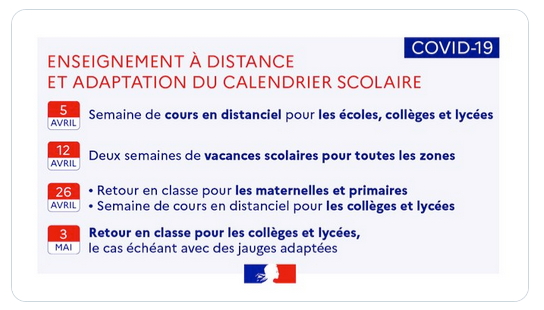 COVID-19
ENSEIGNEMENT À DISTANCE
ET ADAPTATION DU CALENDRIER SCOLAIRE
5
AVRIL
Semaine de cours en distanciel pour les écoles, collèges et lycées
12
AVRIL
Deux semaines de vacances scolaires pour toutes les zones
26
AVRIL
• Retour en classe pour les maternelles et primaires
• Semaine de cours en distanciel pour les collèges et lycées
3
MAI
Retour en classe pour les collèges et lycées,
le cas échéant avec des jauges adaptées